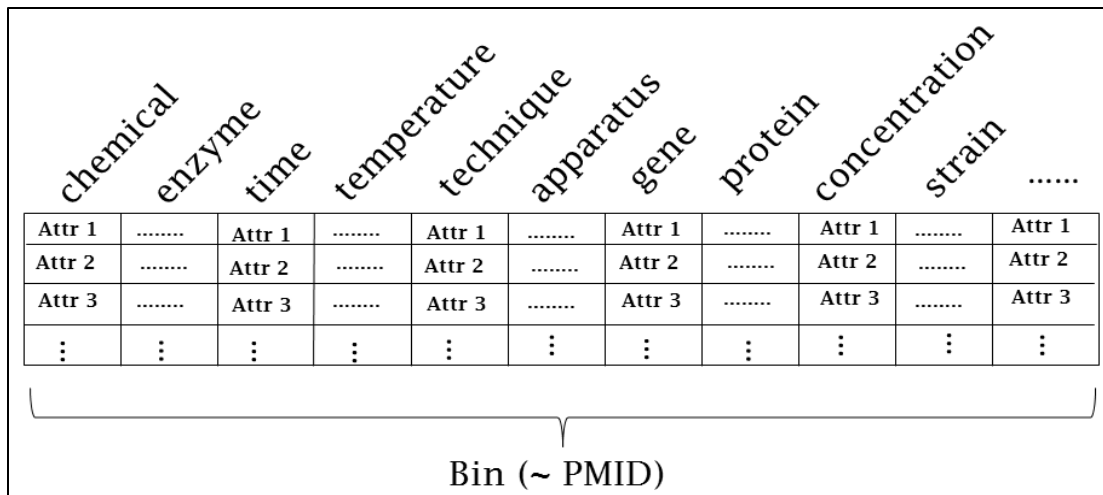 chemical enzyme time temperature technique apparatus gene protein concentration strain ......
Attr 1 ........ Attr 1 ........ Attr 1 ........ Attr 1 ........ Attr 1 ........ Attr 1
Attr 2 ........ Attr 2 ........ Attr 2 ........ Attr 2 ........ Attr 2 ........ Attr 2
Attr 3 ........ Attr 3 ........ Attr 3 ........ Attr 3 ........ Attr 3 ........ Attr 3
⋮ ⋮ ⋮ ⋮ ⋮ ⋮ ⋮ ⋮ ⋮ ⋮ ⋮
Bin (~ PMID)